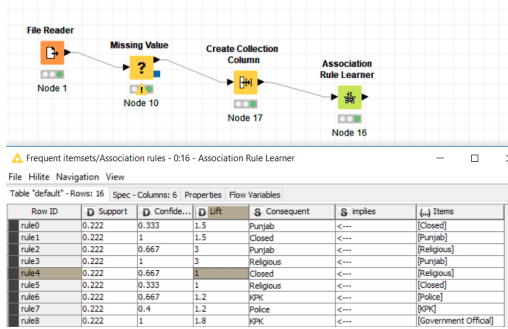 File Reader
Node 1
Missing Value
?
!
Node 10
Create Collection
Column
Node 17
Association
Rule Learner
Node 16
Frequent itemsets/Association rules - 0:16 - Association Rule Learner
File Hilite Navigation View
Table "default" - Rows: 16 Spec - Columns: 6 Properties Flow Variables
Row ID D Support D Confide... D Lift S Consequent S implies {...} Items
rule0 0.222 0.333 1.5 Punjab <--- [Closed]
rule1 0.222 1 1.5 Closed <--- [Punjab]
rule2 0.222 0.667 3 Punjab <--- [Religious]
rule3 0.222 1 3 Religious <--- [Punjab]
rule4 0.222 0.667 1 Closed <--- [Religious]
rule5 0.222 0.333 1 Religious <--- [Closed]
rule6 0.222 0.667 1.2 KPK <--- [Police]
rule7 0.222 0.4 1.2 Police <--- [KPK]
rule8 0.222 1 1.8 KPK <--- [Government Official]